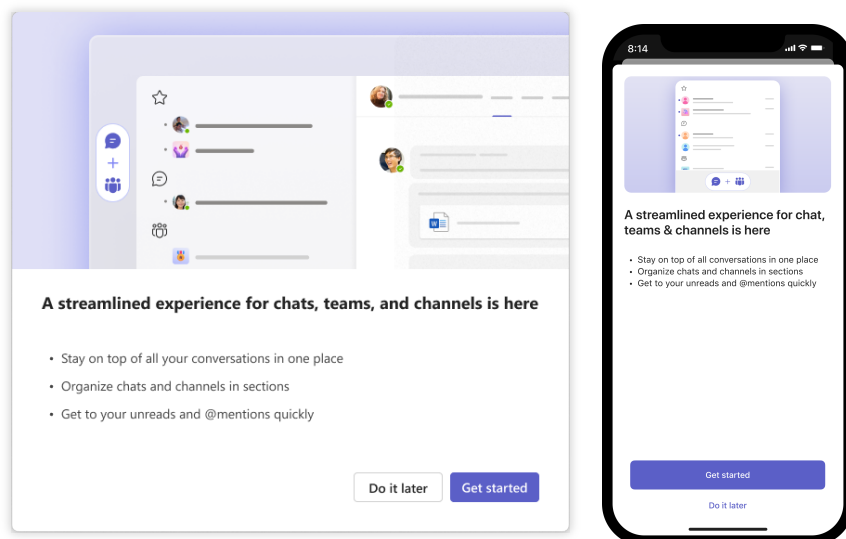 A streamlined experience for chats, teams, and channels is here
• Stay on top of all your conversations in one place
• Organize chats and channels in sections
• Get to your unreads and @mentions quickly
Do it later
Get started
8:14
A streamlined experience for chat,
teams & channels is here
• Stay on top of all conversations in one place
• Organize chats and channels in sections
• Get to your unreads and @mentions quickly
Get started
Do it later